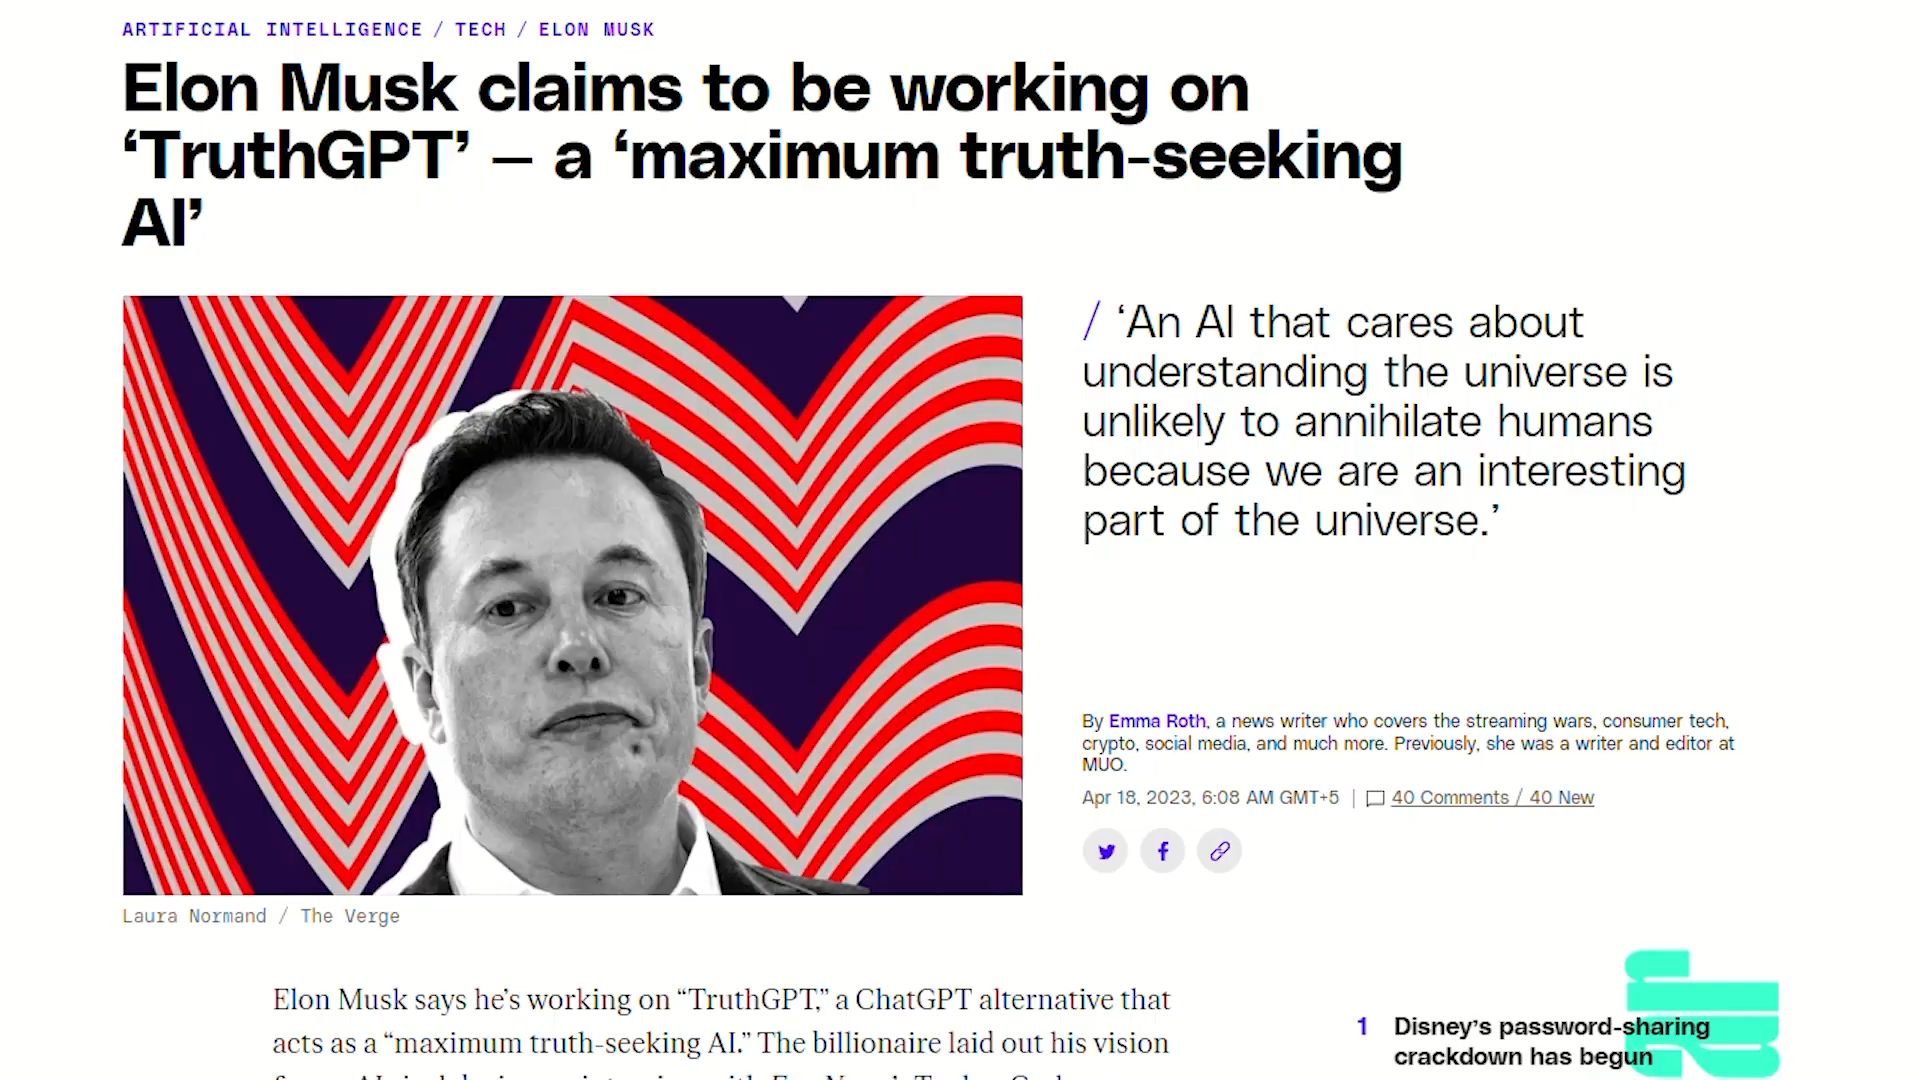 ARTIFICIAL INTELLIGENCE / TECH / ELON MUSK
Elon Musk claims to be working on
‘TruthGPT’ — a ‘maximum truth-seeking
AI’
/ ‘An AI that cares about
understanding the universe is
unlikely to annihilate humans
because we are an interesting
part of the universe.’
By Emma Roth, a news writer who covers the streaming wars, consumer tech,
crypto, social media, and much more. Previously, she was a writer and editor at
MUO.
Apr 18, 2023, 6:08 AM GMT+5 | 40 Comments / 40 New
Laura Normand / The Verge
Elon Musk says he’s working on “TruthGPT,” a ChatGPT alternative that
acts as a “maximum truth-seeking AI.” The billionaire laid out his vision
1 Disney’s password-sharing
crackdown has begun